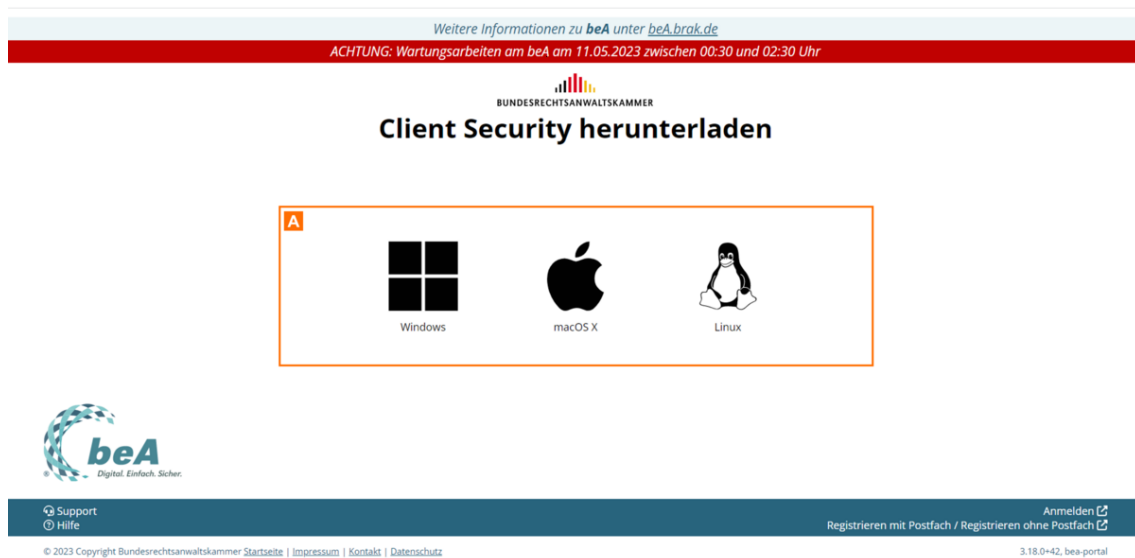 Weitere Informationen zu beA unter beA.brak.de
ACHTUNG: Wartungsarbeiten am beA am 11.05.2023 zwischen 00:30 und 02:30 Uhr
BUNDESRECHTSANWALTSKAMMER
Client Security herunterladen
A
Windows macOS X Linux
beA
® Digital. Einfach. Sicher.
Support Anmelden
Hilfe Registrieren mit Postfach / Registrieren ohne Postfach
© 2023 Copyright Bundesrechtsanwaltskammer Startseite | Impressum | Kontakt | Datenschutz 3.18.0+42, bea-portal